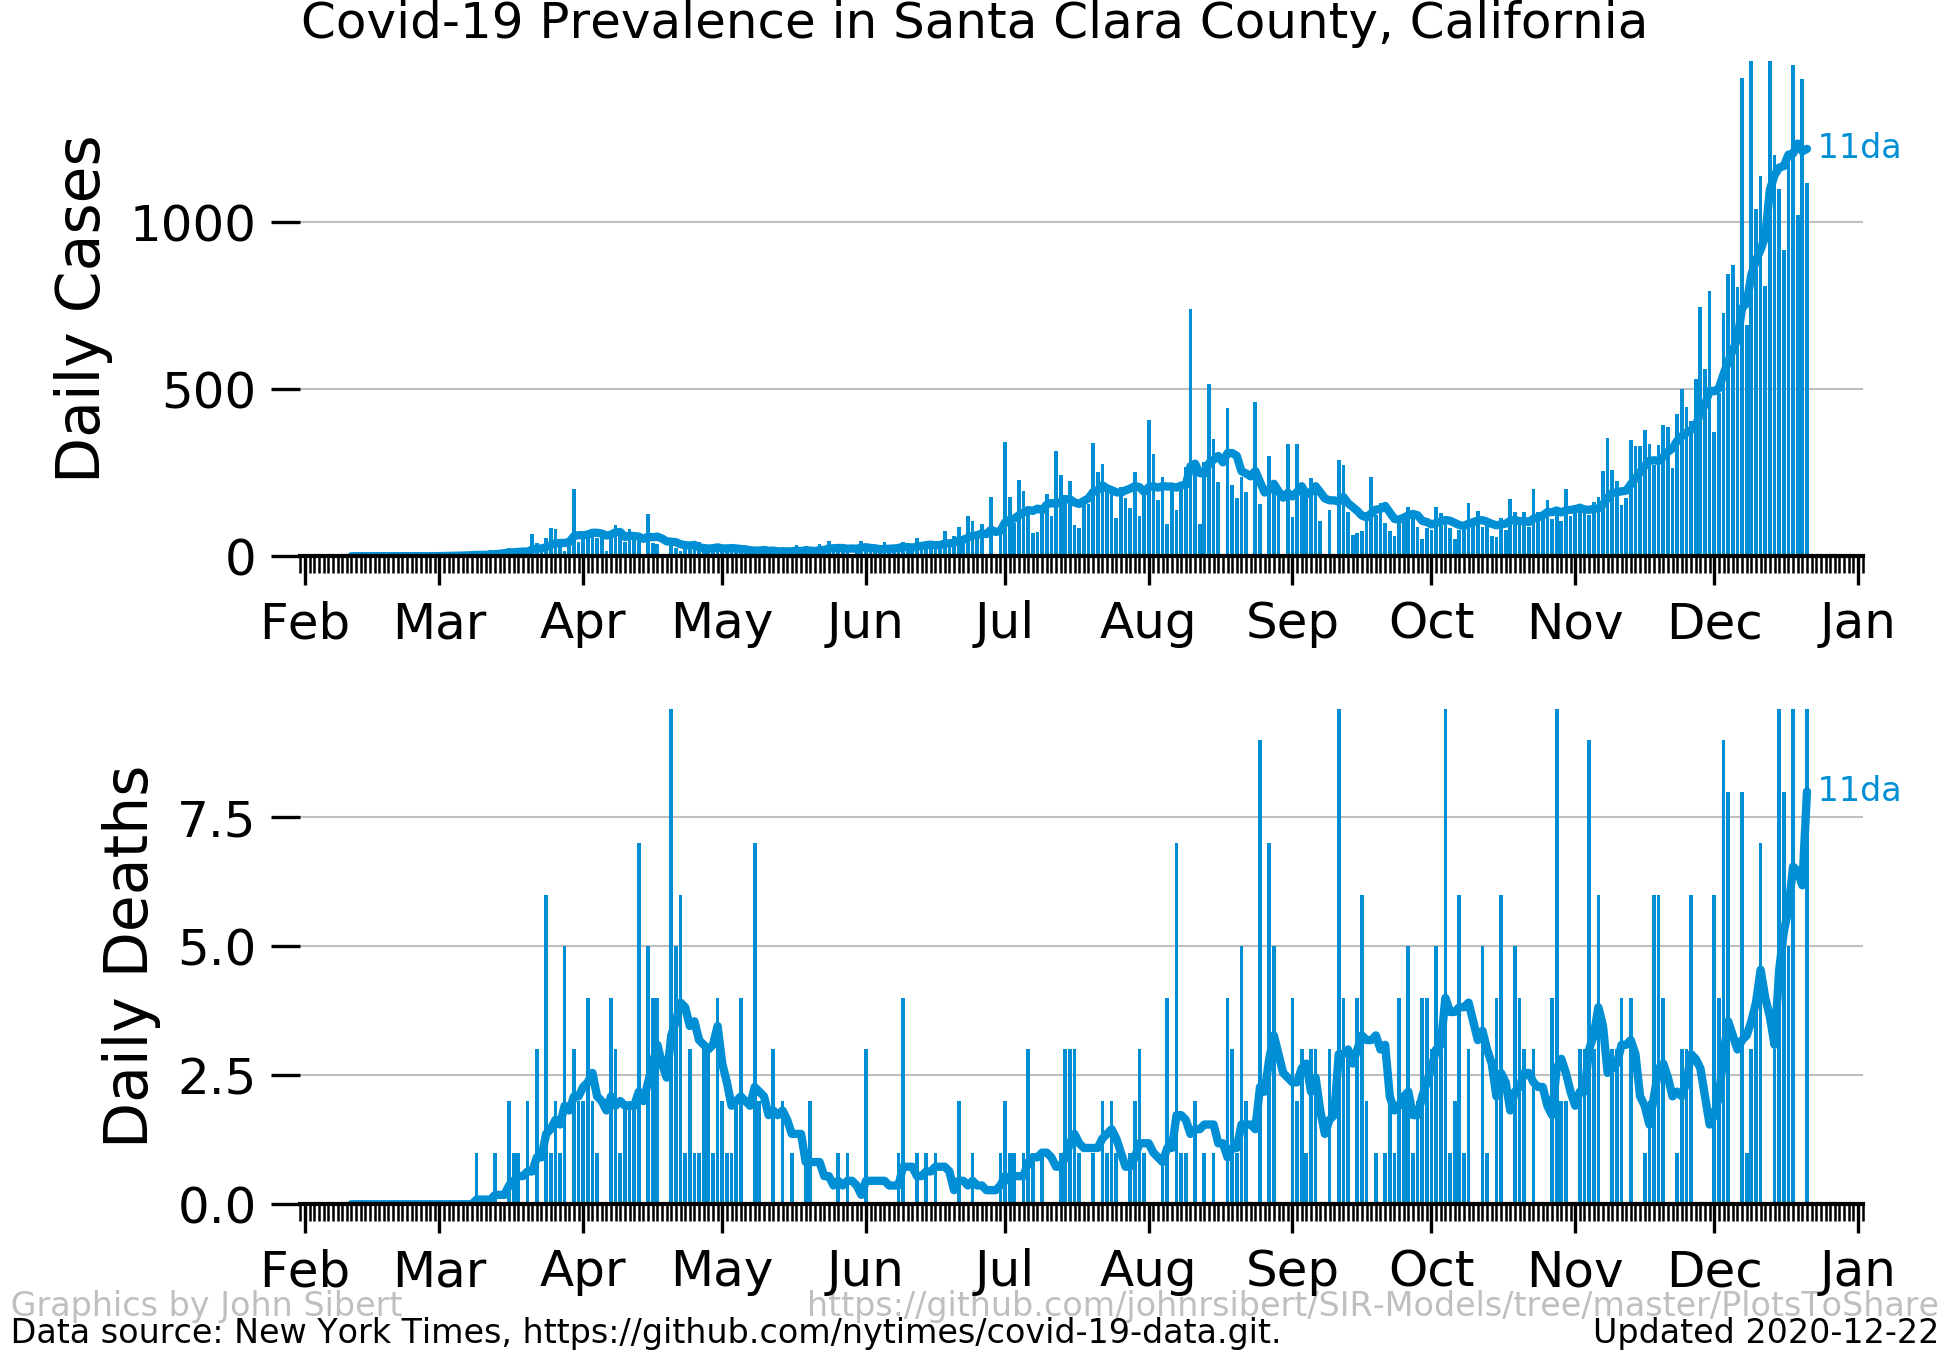 Covid-19 Prevalence in Santa Clara County, California
Daily Cases
1000
500
0
11da
Feb Mar Apr May Jun Jul Aug Sep Oct Nov Dec Jan
Daily Deaths
7.5
5.0
2.5
0.0
11da
Feb Mar Apr May Jun Jul Aug Sep Oct Nov Dec Jan
Graphics by John Sibert https://github.com/johnrsibert/SIR-Models/tree/master/PlotsToShare
Data source: New York Times, https://github.com/nytimes/covid-19-data.git. Updated 2020-12-22